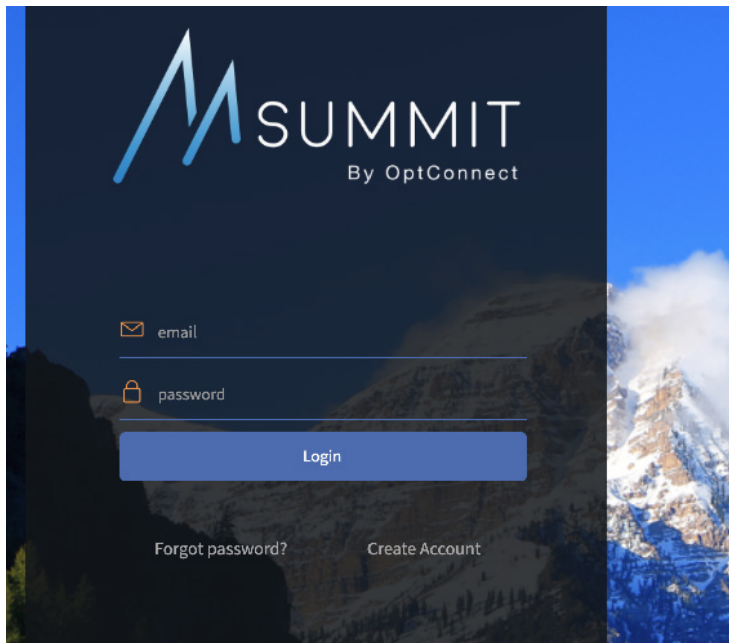 SUMMIT
By OptConnect
email
password
Login
Forgot password? Create Account